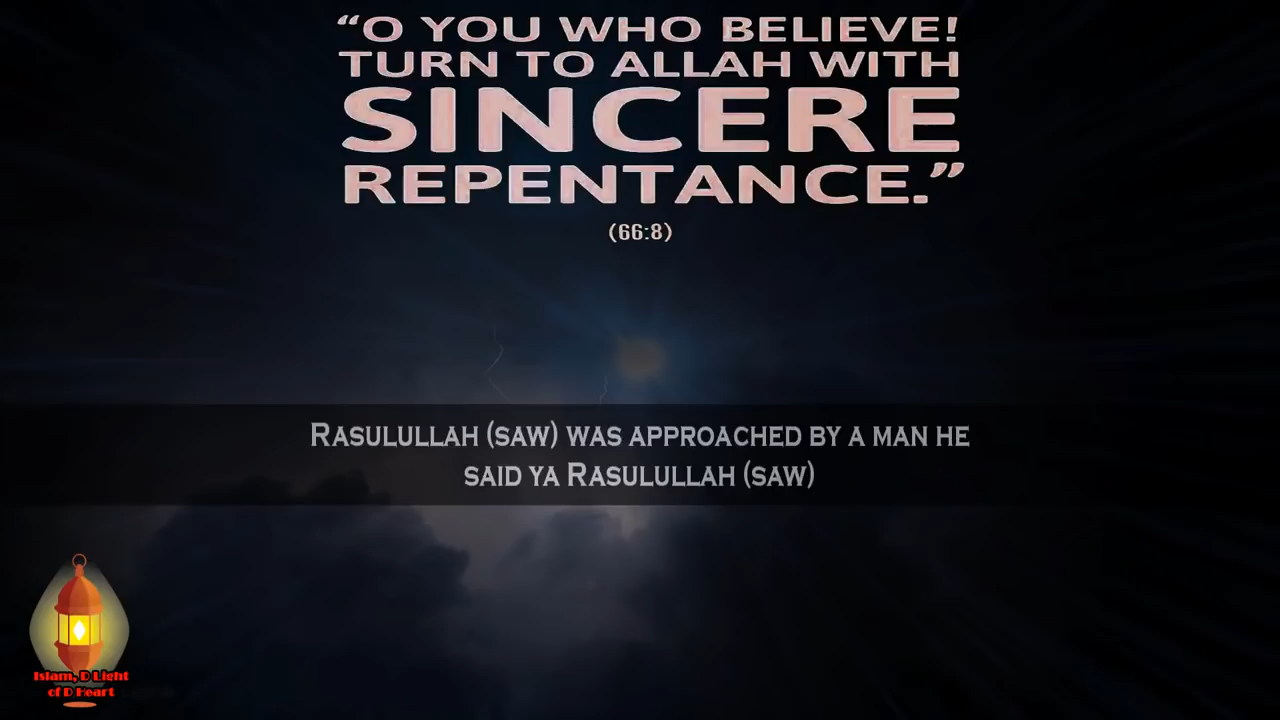 “O YOU WHO BELIEVE!
TURN TO ALLAH WITH
SINCERE
REPENTANCE.”
(66:8)
RASULULLAH (SAW) WAS APPROACHED BY A MAN HE
SAID YA RASULULLAH (SAW)
Islam, D Light
of D Heart